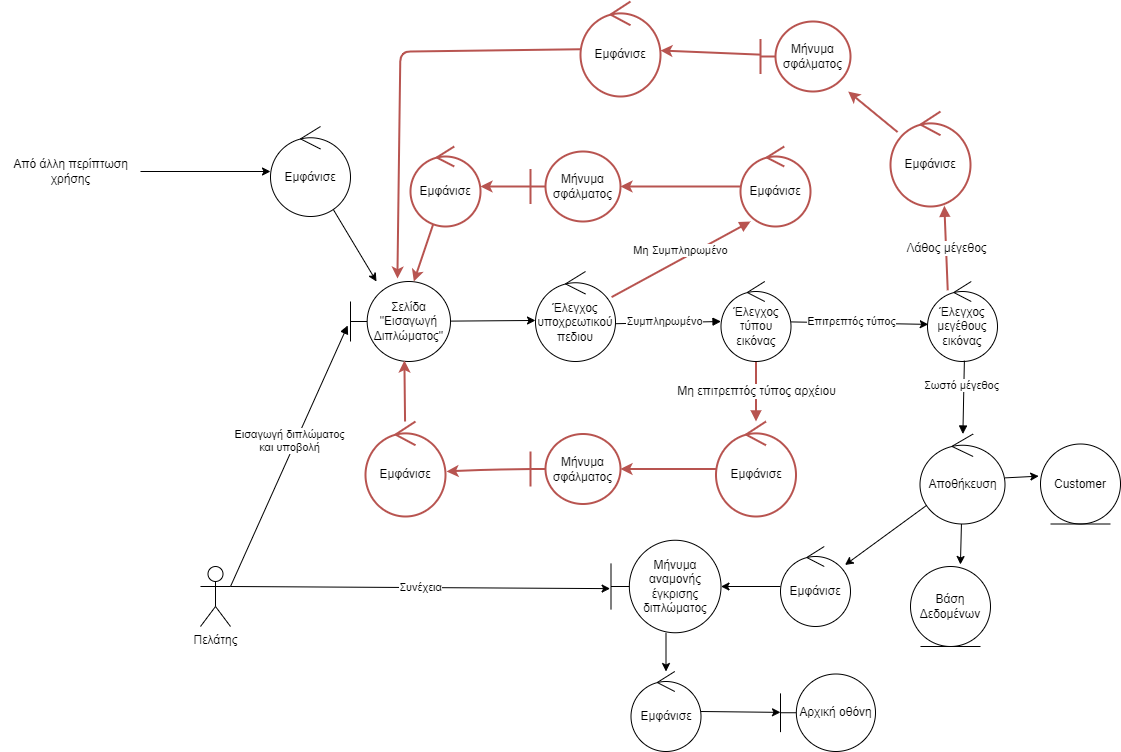 Εμφάνισε
Μήνυμα
σφάλματος
Από άλλη περίπτωση
χρήσης
Εμφάνισε
Εμφάνισε
Μήνυμα
σφάλματος
Εμφάνισε
Εμφάνισε
Μη Συμπληρωμένο
Λάθος μέγεθος
Σελίδα
"Εισαγωγή
Διπλώματος"
Έλεγχος
υποχρεωτικού
πεδιου
Συμπληρωμένο
Έλεγχος
τύπου
εικόνας
Επιτρεπτός τύπος
Έλεγχος
μεγέθους
εικόνας
Μη επιτρεπτός τύπος αρχέιου
Σωστό μέγεθος
Εισαγωγή διπλώματος
και υποβολή
Εμφάνισε
Μήνυμα
σφάλματος
Εμφάνισε
Αποθήκευση
Customer
Μήνυμα
αναμονής
έγκρισης
διπλώματος
Συνέχεια
Εμφάνισε
Βάση
Δεδομένων
Πελάτης
Εμφάνισε
Αρχική οθόνη